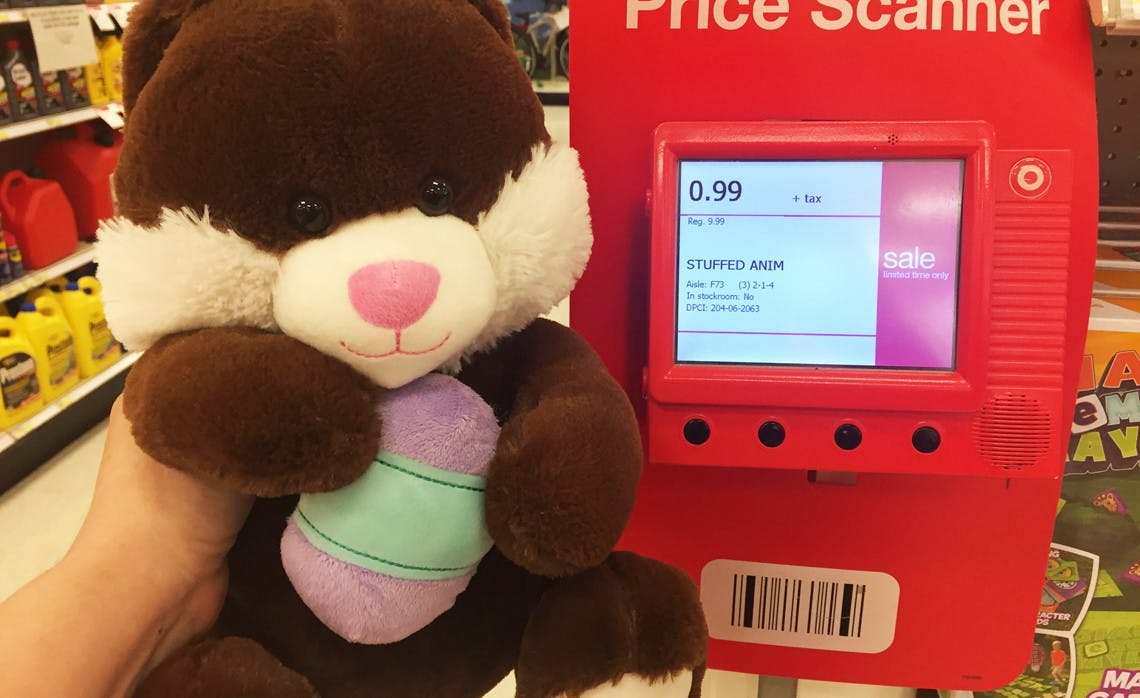 Price Scanner
0.99 + tax
Reg. 9.99
STUFFED ANIM
Aisle: F73 (3) 2-1-4
In stockroom: No
DPCI: 204-06-2063
sale
limited time only